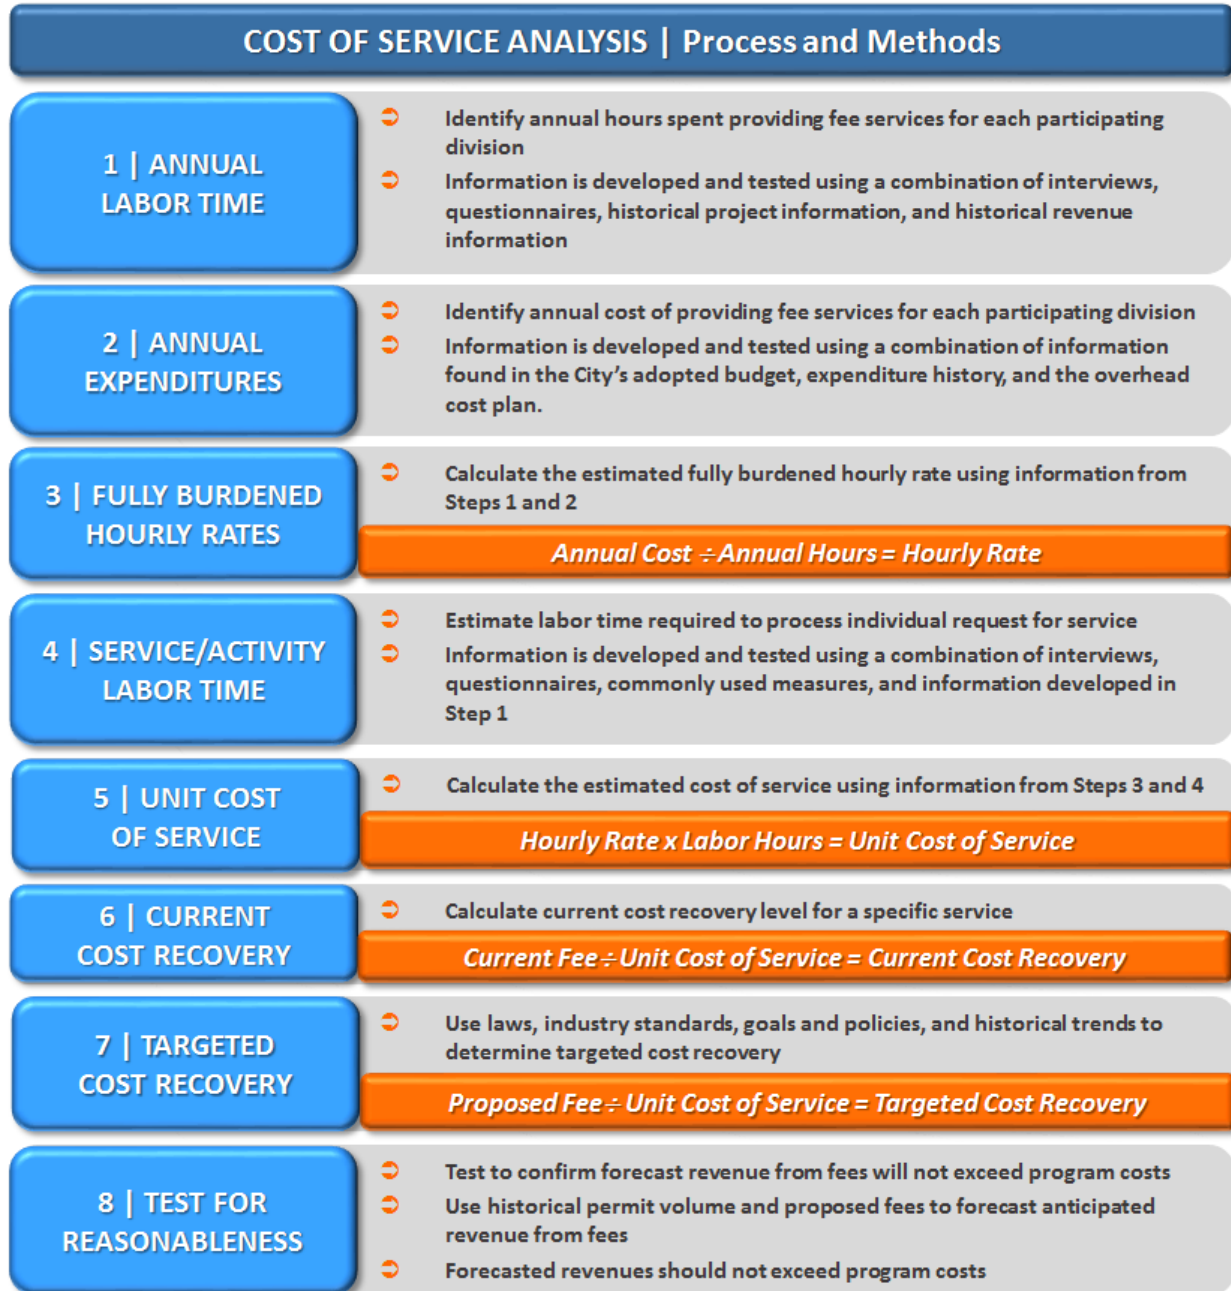 COST OF SERVICE ANALYSIS | Process and Methods
1 | ANNUAL
LABOR TIME
Identify annual hours spent providing fee services for each participating
division
Information is developed and tested using a combination of interviews,
questionnaires, historical project information, and historical revenue
information
2 | ANNUAL
EXPENDITURES
Identify annual cost of providing fee services for each participating division
Information is developed and tested using a combination of information
found in the City's adopted budget, expenditure history, and the overhead
cost plan.
3 | FULLY BURDENED
HOURLY RATES
Calculate the estimated fully burdened hourly rate using information from
Steps 1 and 2
Annual Cost ÷ Annual Hours = Hourly Rate
4 | SERVICE/ACTIVITY
LABOR TIME
Estimate labor time required to process individual request for service
Information is developed and tested using a combination of interviews,
questionnaires, commonly used measures, and information developed in
Step 1
5 | UNIT COST
OF SERVICE
Calculate the estimated cost of service using information from Steps 3 and 4
Hourly Rate x Labor Hours = Unit Cost of Service
6 | CURRENT
COST RECOVERY
Calculate current cost recovery level for a specific service
Current Fee ÷ Unit Cost of Service = Current Cost Recovery
7 | TARGETED
COST RECOVERY
Use laws, industry standards, goals and policies, and historical trends to
determine targeted cost recovery
Proposed Fee ÷ Unit Cost of Service = Targeted Cost Recovery
8 | TEST FOR
REASONABLENESS
Test to confirm forecast revenue from fees will not exceed program costs
Use historical permit volume and proposed fees to forecast anticipated
revenue from fees
Forecasted revenues should not exceed program costs